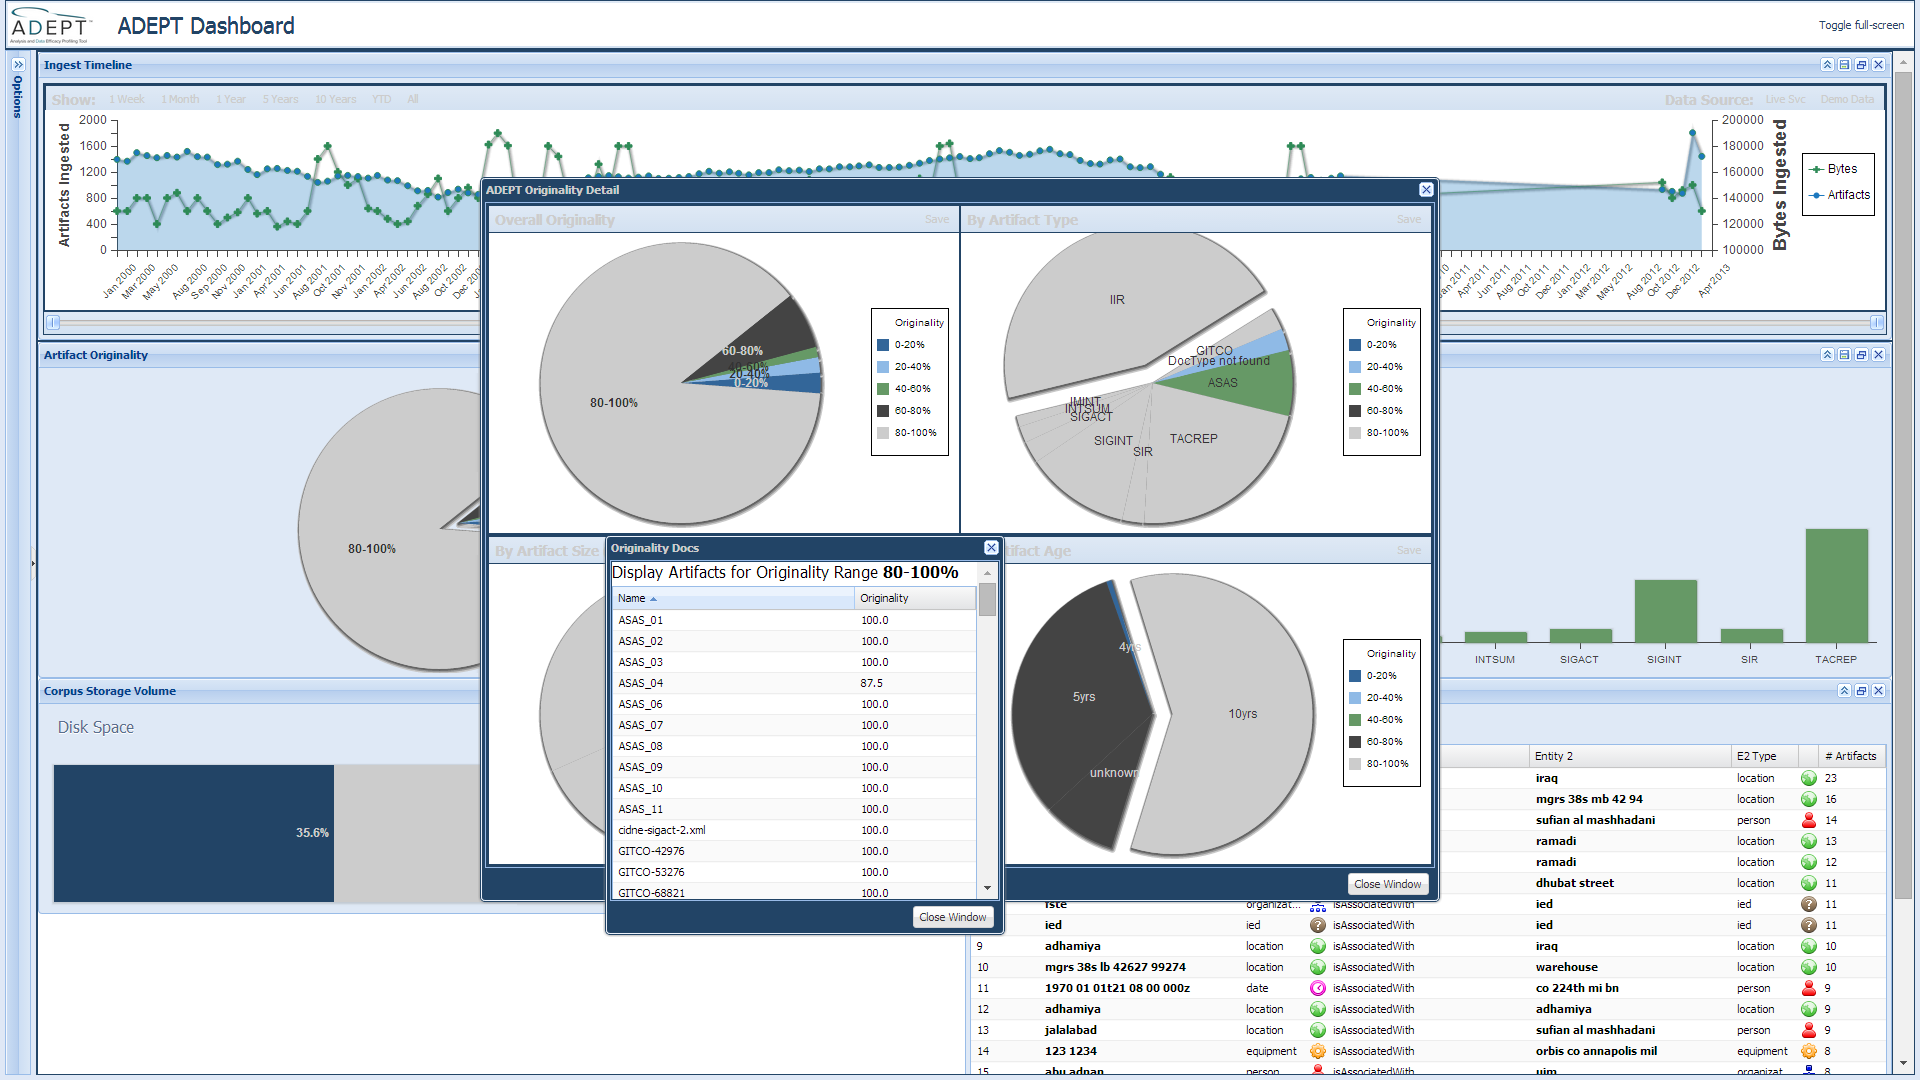 ADEPT
ADEPT Dashboard
Toggle full-screen
Options
Ingest Timeline
Show: 1 Week 1 Month 1 Year 5 Years 10 Years YTD All
Data Source: Live Svc Demo Data
Artifacts Ingested
2000
1600
1200
800
400
0
Jan 2000 Mar 2000 May 2000 Aug 2000 Sep 2000 Nov 2000 Jan 2001 Apr 2001 Jun 2001 Aug 2001 Oct 2001 Nov 2001 Jan 2002 Apr 2002 Jun 2002 Aug 2002 Oct 2002 Dec 2002
Jan 2011 Apr 2011 Jun 2011 Aug 2011 Oct 2011 Dec 2011 Jan 2012 Mar 2012 May 2012 Aug 2012 Oct 2012 Dec 2012 Apr 2013
200000
180000
160000
140000
120000
100000
Bytes Ingested
Bytes
Artifacts
ADEPT Originality Detail
Overall Originality Save
60-80%
40-60%
20-40%
0-20%
80-100%
Originality
0-20%
20-40%
40-60%
60-80%
80-100%
By Artifact Type Save
IIR
GITCO
DocType not found
ASAS
IMINT
INTSUM
SIGACT
SIGINT
SIR
TACREP
Originality
0-20%
20-40%
40-60%
60-80%
80-100%
By Artifact Size
tifact Age Save
4yrs
5yrs
unknown
10yrs
Originality
0-20%
20-40%
40-60%
60-80%
80-100%
Close Window
Originality Docs
Display Artifacts for Originality Range 80-100%
Name Originality
ASAS_01 100.0
ASAS_02 100.0
ASAS_03 100.0
ASAS_04 87.5
ASAS_06 100.0
ASAS_07 100.0
ASAS_08 100.0
ASAS_09 100.0
ASAS_10 100.0
ASAS_11 100.0
cidne-sigact-2.xml 100.0
GITCO-42976 100.0
GITCO-53276 100.0
GITCO-68821 100.0
Close Window
Artifact Originality
80-100%
INTSUM SIGACT SIGINT SIR TACREP
Corpus Storage Volume
Disk Space
35.6%
Entity 2 E2 Type # Artifacts
iraq location 23
mgrs 38s mb 42 94 location 16
sufian al mashhadani person 14
ramadi location 13
ramadi location 12
dhubat street location 11
fste organizat... isAssociatedWith ied ied 11
ied ied isAssociatedWith ied ied 11
9 adhamiya location isAssociatedWith iraq location 10
10 mgrs 38s lb 42627 99274 location isAssociatedWith warehouse location 10
11 1970 01 01t21 08 00 000z date isAssociatedWith co 224th mi bn person 9
12 adhamiya location isAssociatedWith adhamiya location 9
13 jalalabad location isAssociatedWith sufian al mashhadani person 9
14 123 1234 equipment isAssociatedWith orbis co annapolis mil equipment 8
15 abu adnan person isAssociatedWith uim organizat 8